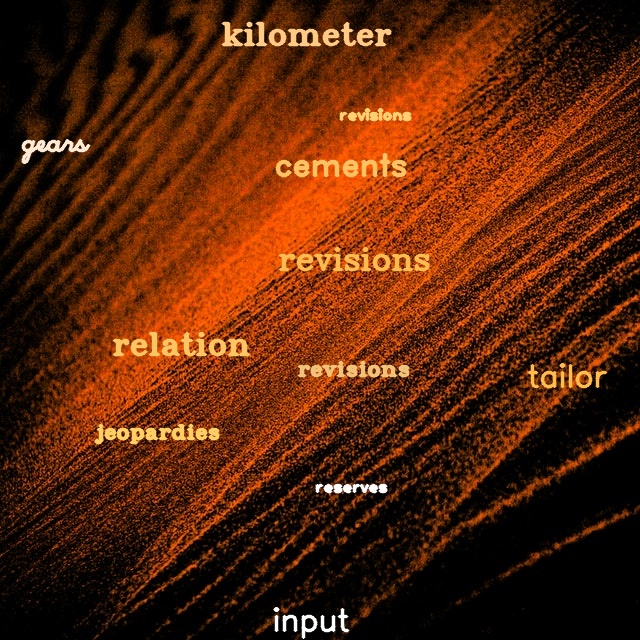 kilometer
revisions
gears
cements
revisions
relation
revisions
tailor
jeopardies
reserves
input